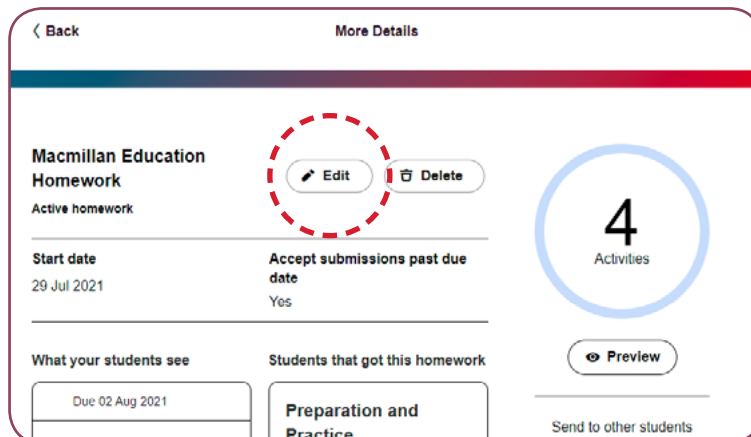 Back
More Details
Macmillan Education
Homework
Active homework
Edit
Delete
4
Activities
Start date
29 Jul 2021
Accept submissions past due
date
Yes
Preview
What your students see
Students that got this homework
Due 02 Aug 2021
Preparation and
Practice
Send to other students